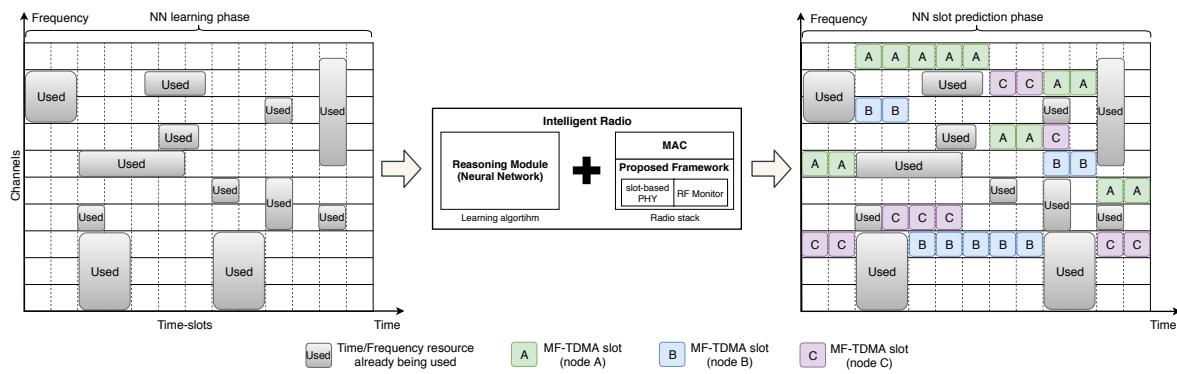 Frequency
NN learning phase
Used
Used
Used
Used
Used
Used
Used
Used
Used
Used
Used
Used
Channels
Time-slots
Time
Intelligent Radio
Reasoning Module
(Neural Network)
Learning algortihm
MAC
Proposed Framework
slot-based
PHY
RF Monitor
Radio stack
Frequency
NN slot prediction phase
A A A A A
Used
Used
C C A A
Used
B B
Used
Used
A A C
A A
Used
B B
Used
Used
A A
Used
C C C
Used
C C
Used
B B B B B
Used
C C
Time
Used
Time/Frequency resource
already being used
A
MF-TDMA slot
(node A)
B
MF-TDMA slot
(node B)
C
MF-TDMA slot
(node C)